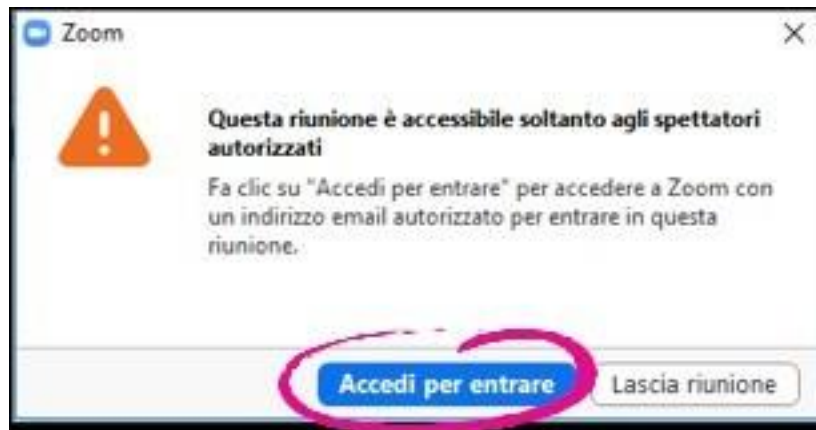 Zoom
Questa riunione è accessibile soltanto agli spettatori
autorizzati
Fa clic su "Accedi per entrare" per accedere a Zoom con
un indirizzo email autorizzato per entrare in questa
riunione.
Accedi per entrare
Lascia riunione